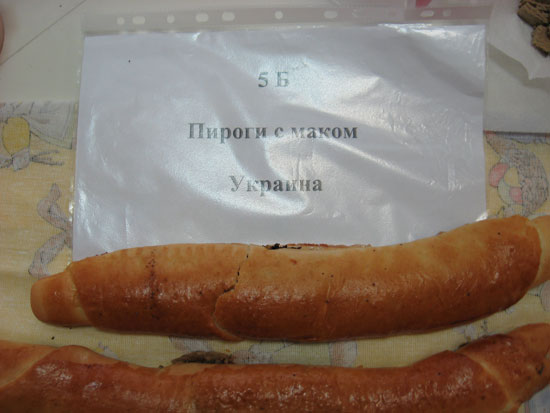 5 Б
Пироги с маком
Украина